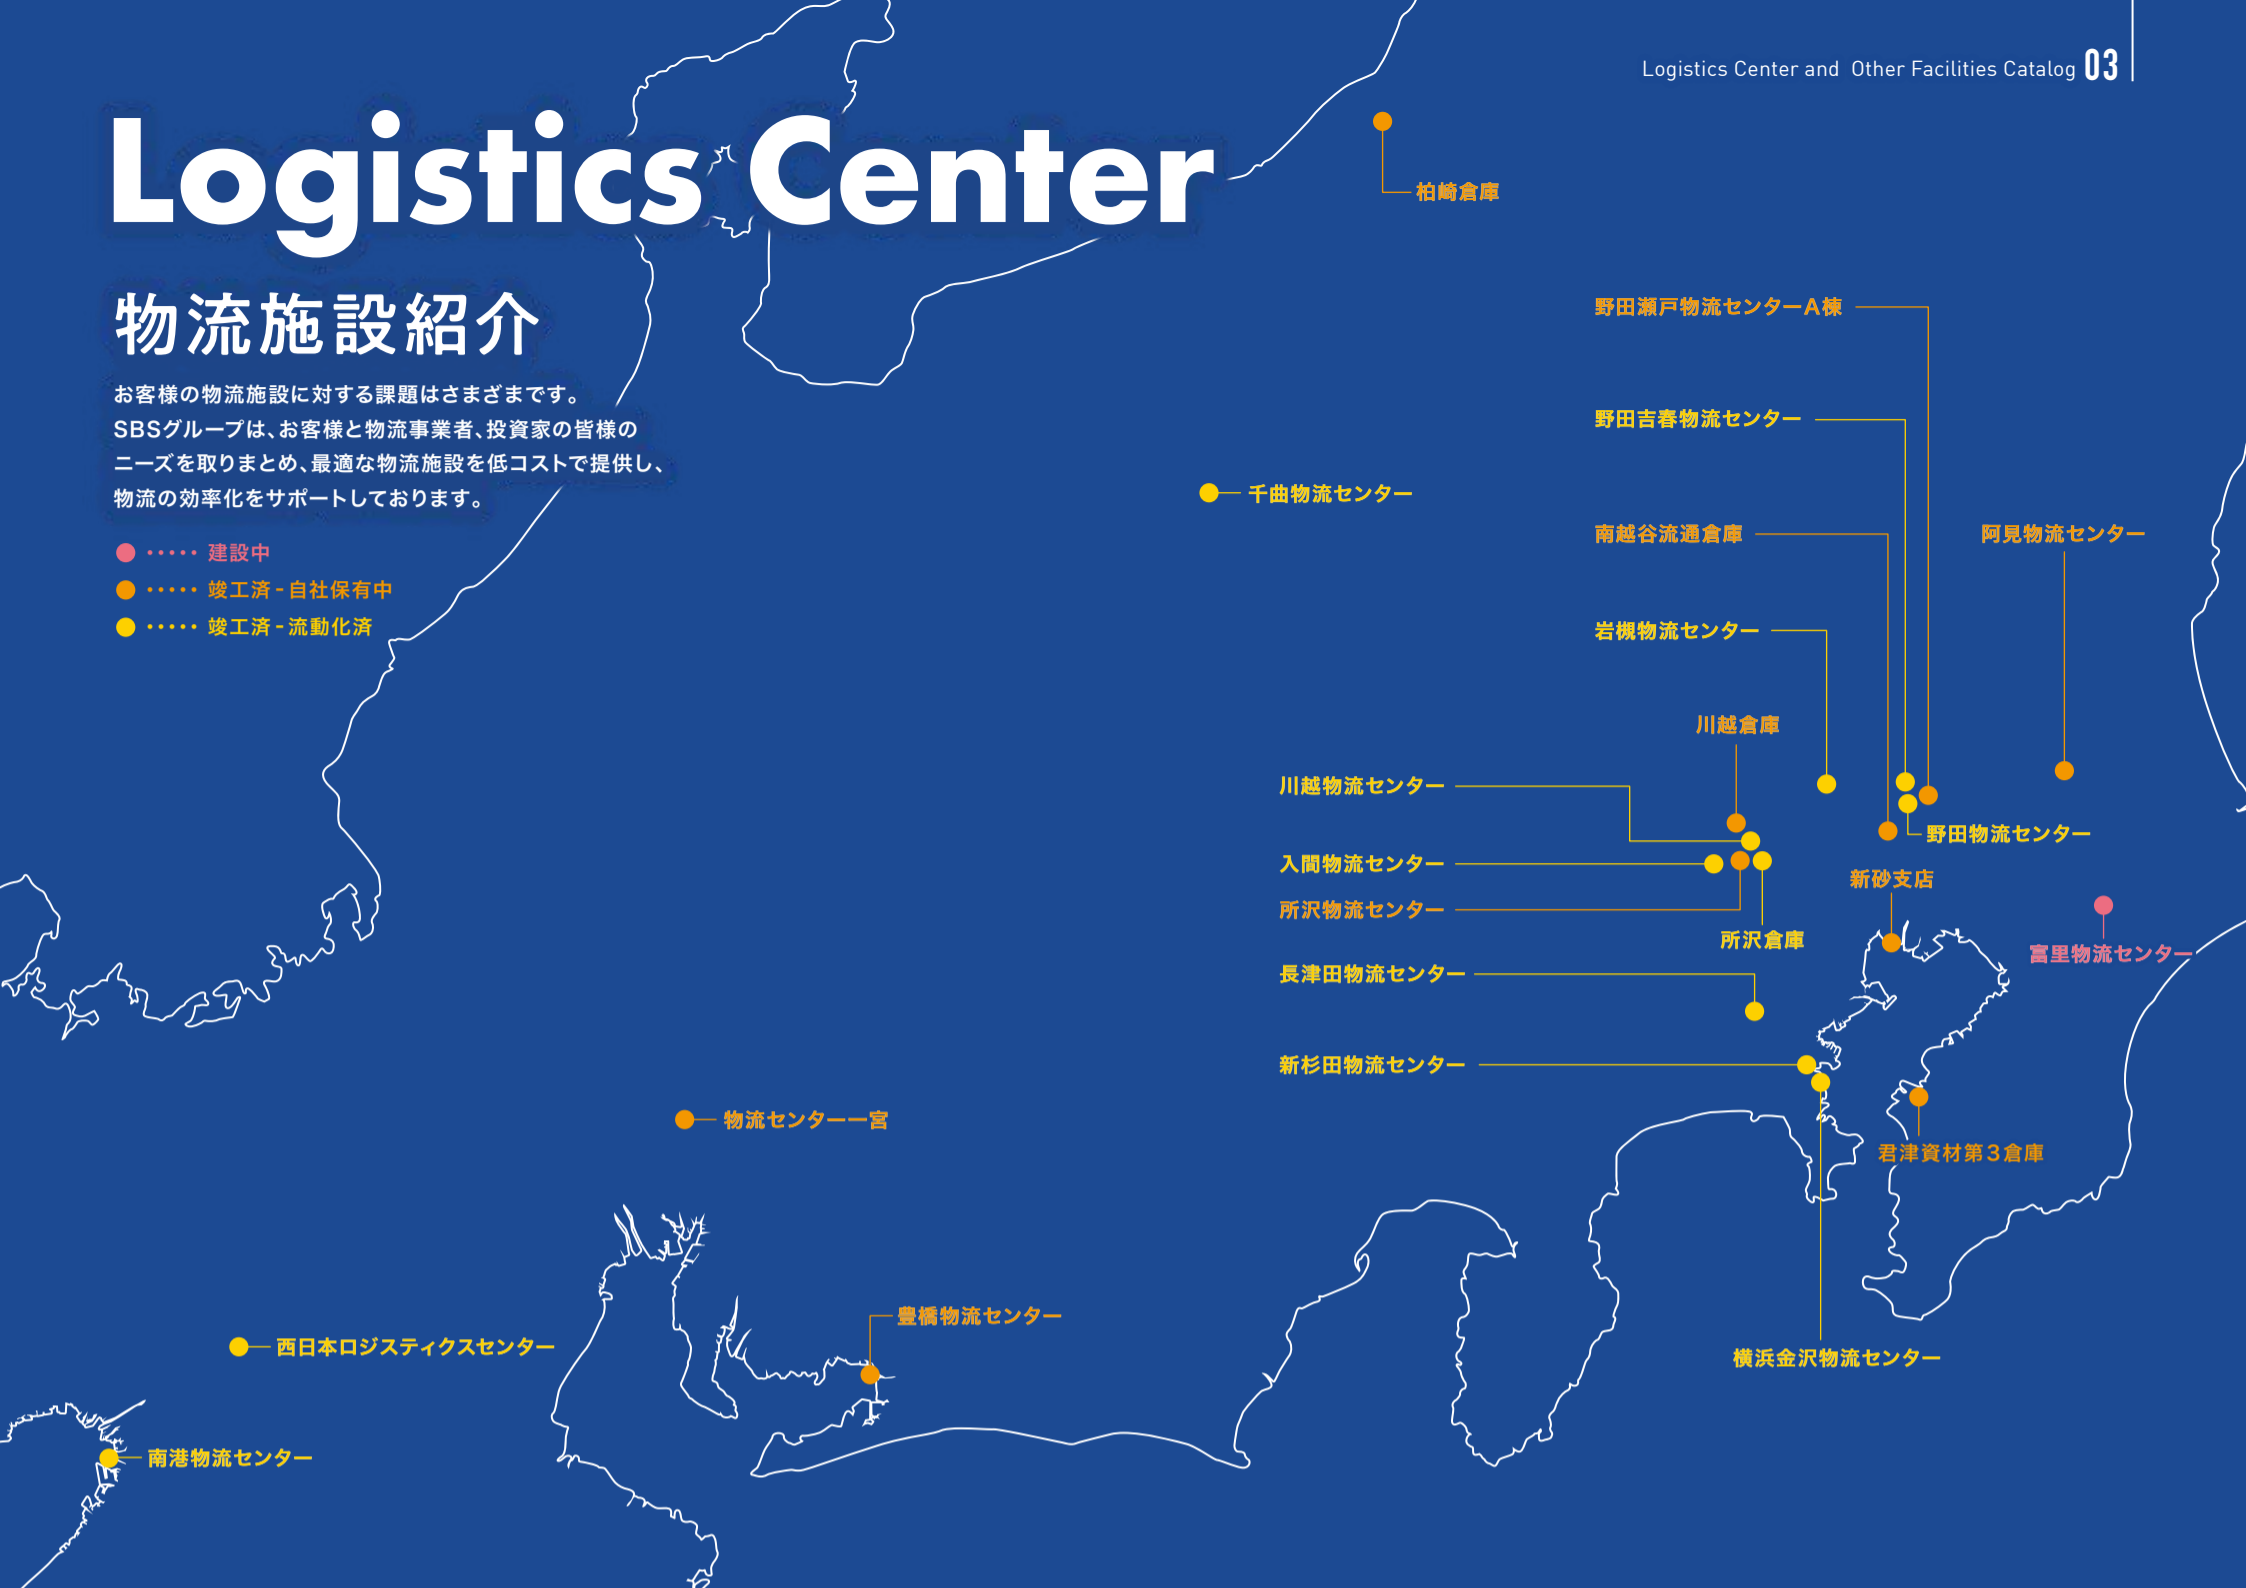 Logistics Center and Other Facilities Catalog 03
Logistics Center
物流施設紹介
お客様の物流施設に対する課題はさまざまです。
SBSグループは、お客様と物流事業者、投資家の皆様の
ニーズを取りまとめ、最適な物流施設を低コストで提供し、
物流の効率化をサポートしております。
····· 建設中
····· 竣工済-自社保有中
····· 竣工済-流動化済
柏崎倉庫
野田瀬戸物流センターA棟
野田吉春物流センター
千曲物流センター
南越谷流通倉庫
阿見物流センター
岩槻物流センター
川越倉庫
川越物流センター
野田物流センター
入間物流センター
新砂支店
所沢物流センター
所沢倉庫
富里物流センター
長津田物流センター
新杉田物流センター
物流センター一宮
君津資材第3倉庫
豊橋物流センター
西日本ロジスティクスセンター
横浜金沢物流センター
南港物流センター